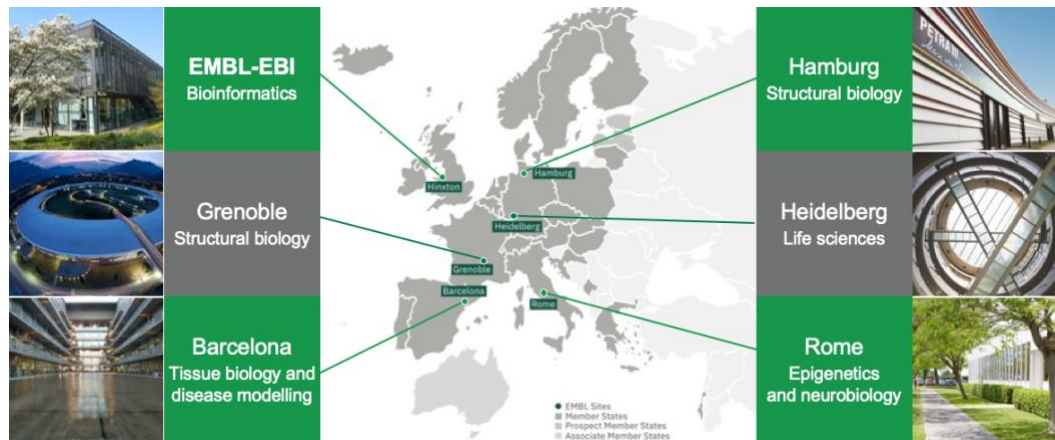 EMBL-EBI
Bioinformatics
Grenoble
Structural biology
Barcelona
Tissue biology and
disease modelling
Hinxton
Hamburg
Heidelberg
Grenoble
Barcelona
Rome
EMBL Sites
Member States
Prospect Member States
Associate Member States
Hamburg
Structural biology
Heidelberg
Life sciences
Rome
Epigenetics
and neurobiology
PETRA III